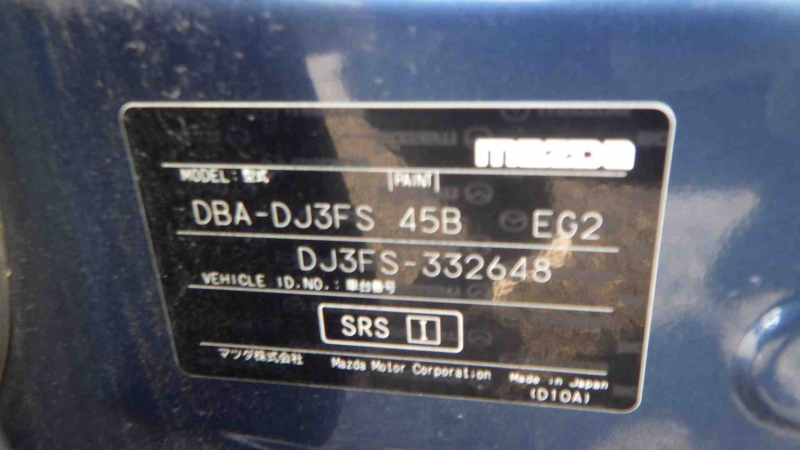 mazda
MODEL: 型式 |PAINT|
DBA-DJ3FS 45B EG2
DJ3FS-332648
VEHICLE ID.NO.: 車台番号
SRS I
マツダ株式会社 Mazda Motor Corporation Made in Japan
(D10A)